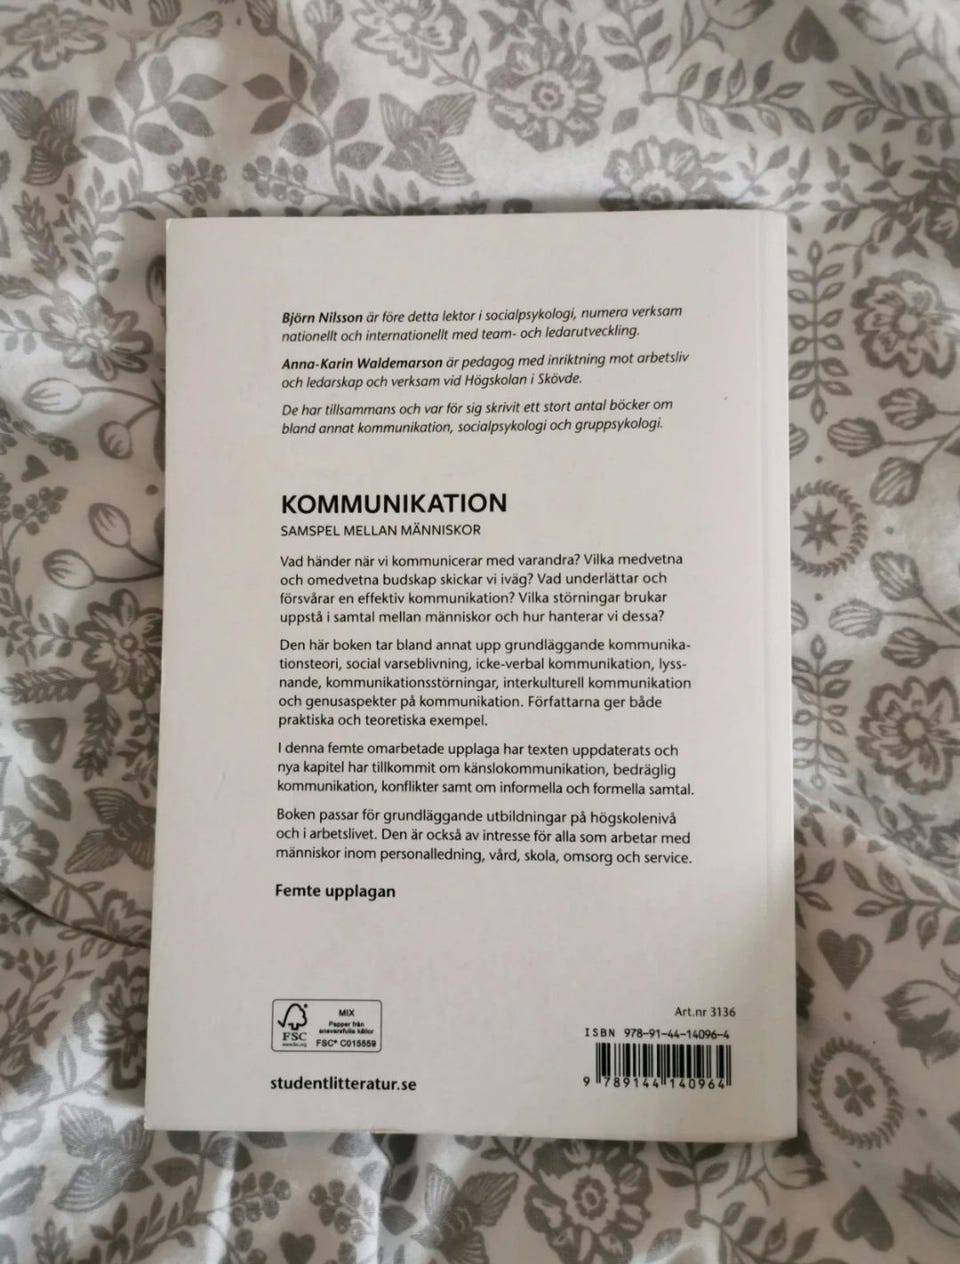 Björn Nilsson är före detta lektor i socialpsykologi, numera verksam
nationellt och internationellt med team- och ledarutveckling.
Anna-Karin Waldemarson är pedagog med inriktning mot arbetsliv
och ledarskap och verksam vid Högskolan i Skövde.
De har tillsammans och var för sig skrivit ett stort antal böcker om
bland annat kommunikation, socialpsykologi och gruppsykologi.
KOMMUNIKATION
SAMSPEL MELLAN MÄNNISKOR
Vad händer när vi kommunicerar med varandra? Vilka medvetna
och omedvetna budskap skickar vi iväg? Vad underlättar och
försvårar en effektiv kommunikation? Vilka störningar brukar
uppstå i samtal mellan människor och hur hanterar vi dessa?
Den här boken tar bland annat upp grundläggande kommunika-
tionsteori, social varseblivning, icke-verbal kommunikation, lyss-
nande, kommunikationsstörningar, interkulturell kommunikation
och genusaspekter på kommunikation. Författarna ger både
praktiska och teoretiska exempel.
I denna femte omarbetade upplaga har texten uppdaterats och
nya kapitel har tillkommit om känslokommunikation, bedräglig
kommunikation, konflikter samt om informella och formella samtal.
Boken passar för grundläggande utbildningar på högskolenivå
och i arbetslivet. Den är också av intresse för alla som arbetar med
människor inom personalledning, vård, skola, omsorg och service.
Femte upplagan
MIX
Papper från
ansvarsfulla källor
FSC
www.fsc.org
FSC® C015559
studentlitteratur.se
Art.nr 3136
ISBN 978-91-44-14096-4
9 789144 140964